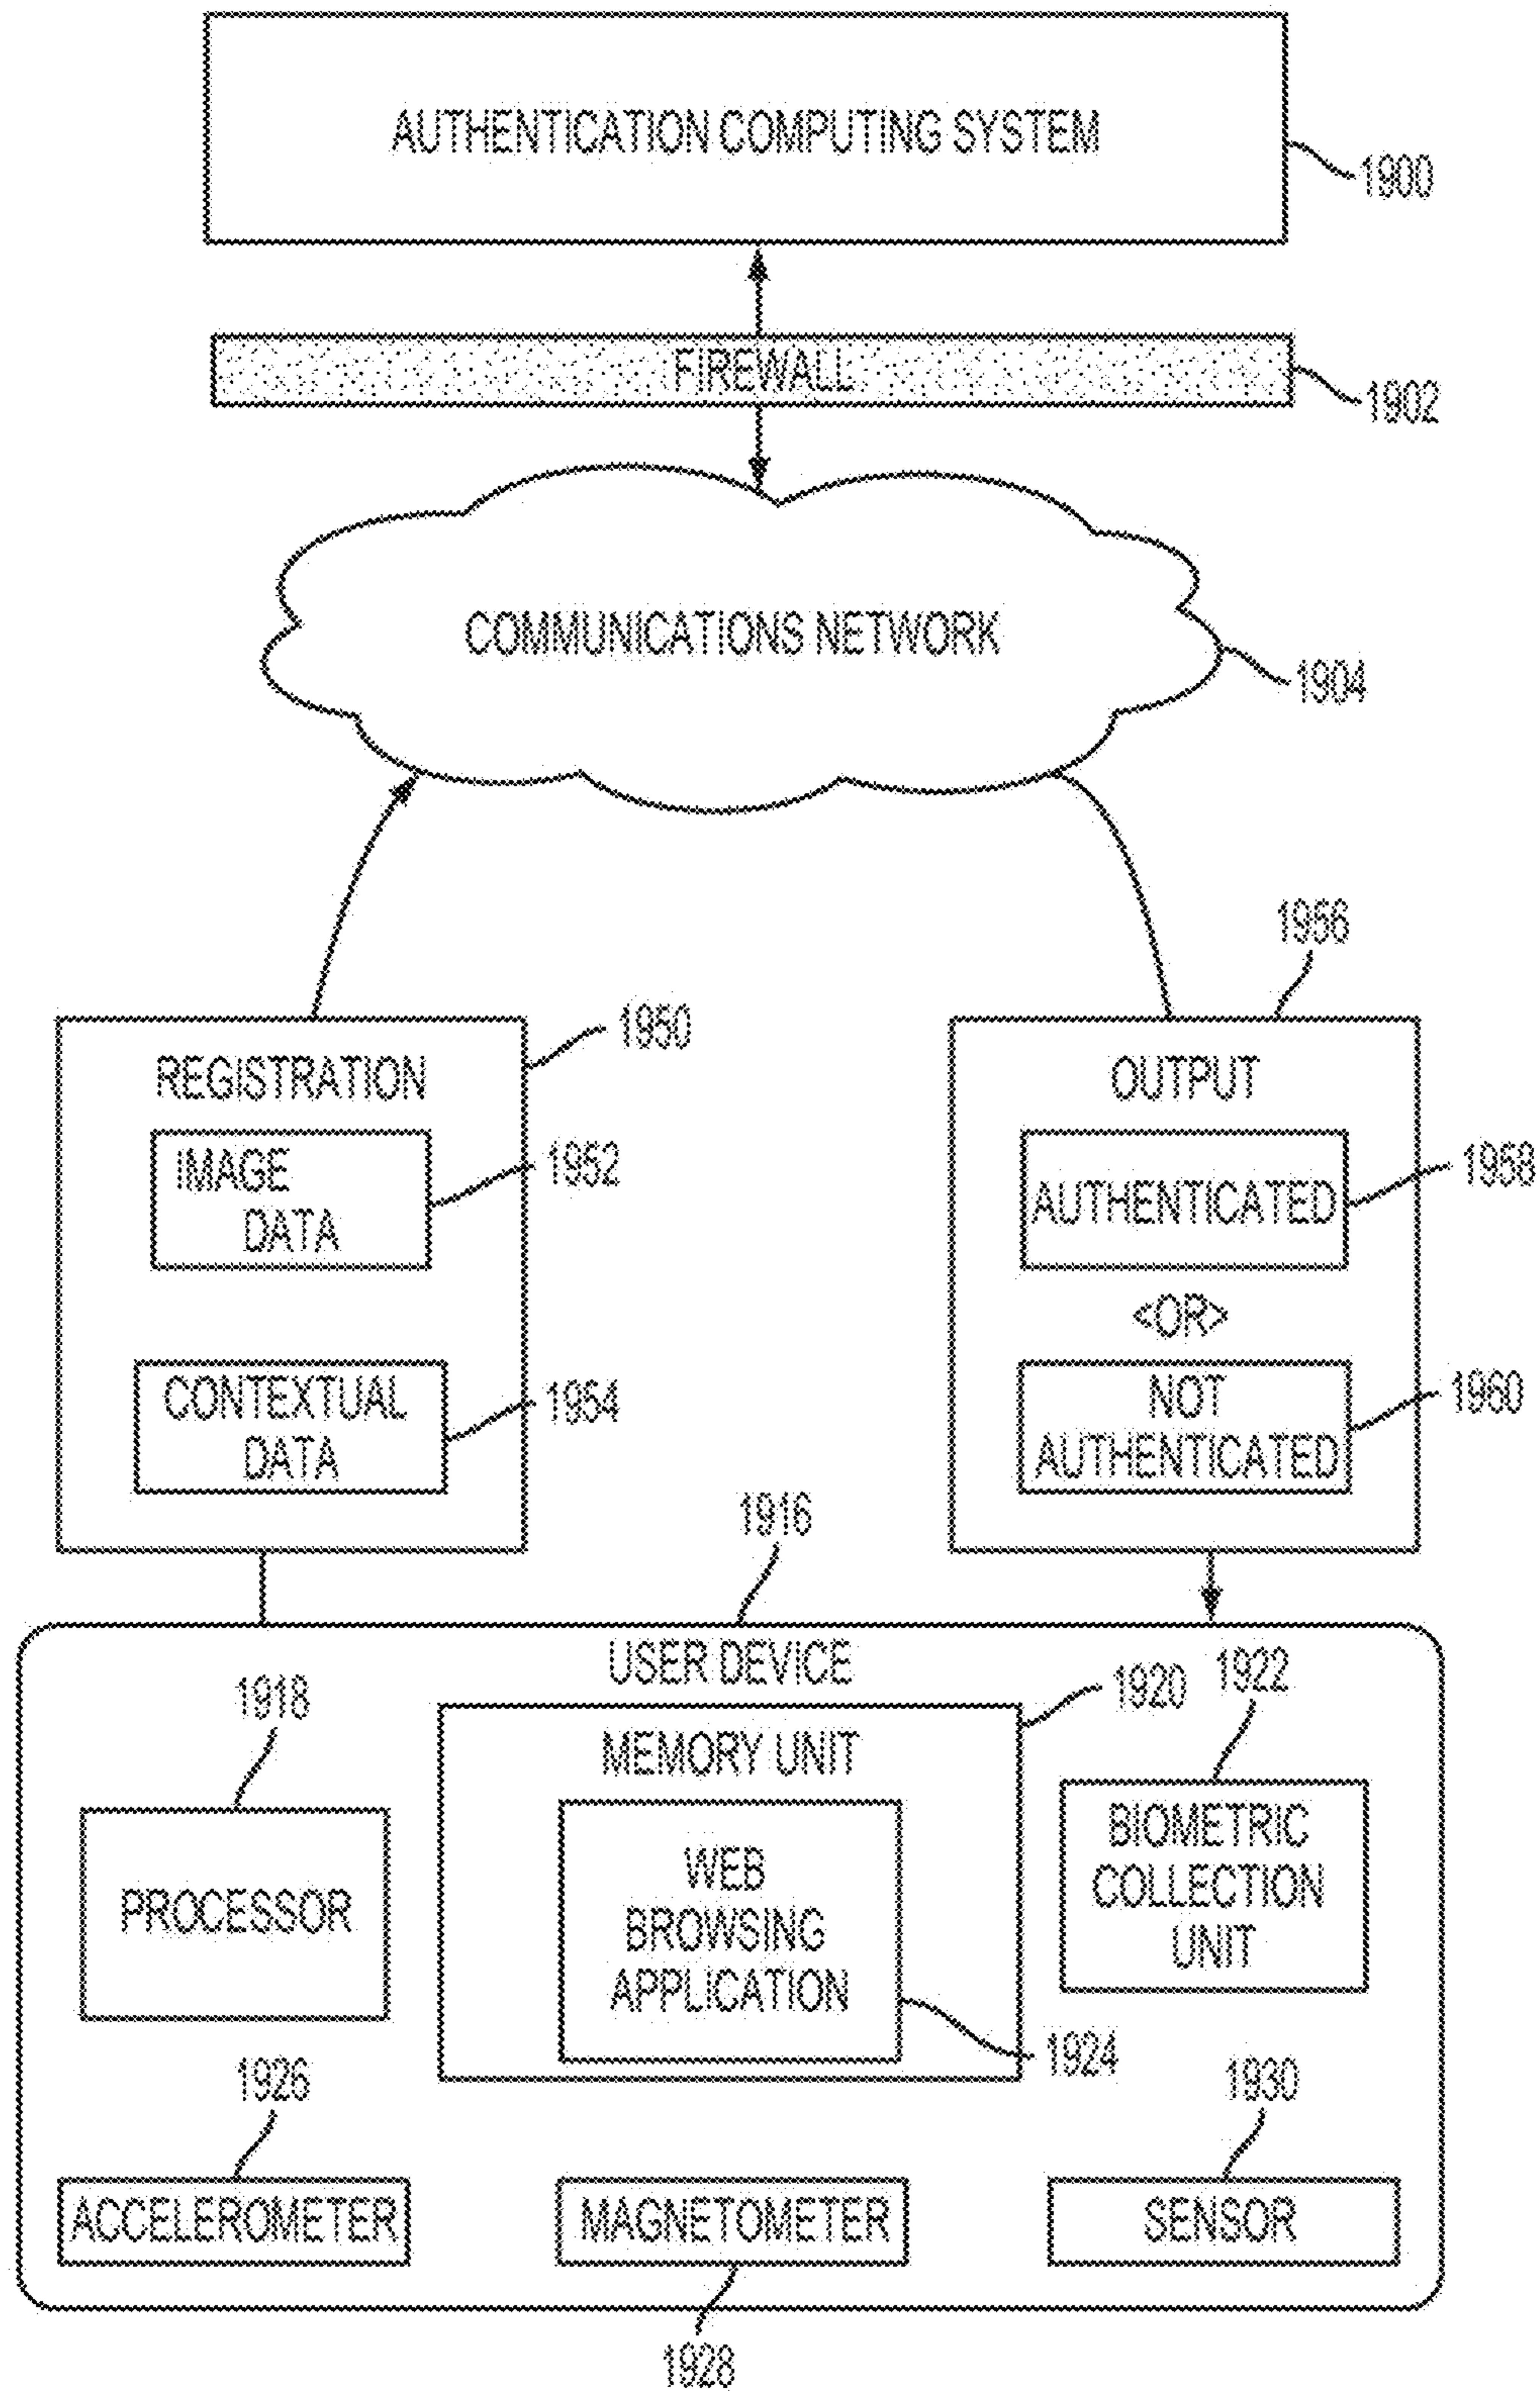 AUTHENTICATION COMPUTING SYSTEM
1900
FIREWALL
1902
COMMUNICATIONS NETWORK
1904
1956
1950
REGISTRATION
IMAGE
DATA
1952
CONTEXTUAL
DATA
1954
OUTPUT
AUTHENTICATED
1958
<OR>
NOT
AUTHENTICATED
1960
1916
USER DEVICE
1918
PROCESSOR
1920
MEMORY UNIT
WEB
BROWSING
APPLICATION
1924
1922
BIOMETRIC
COLLECTION
UNIT
1926
ACCELEROMETER
MAGNETOMETER
1928
1930
SENSOR